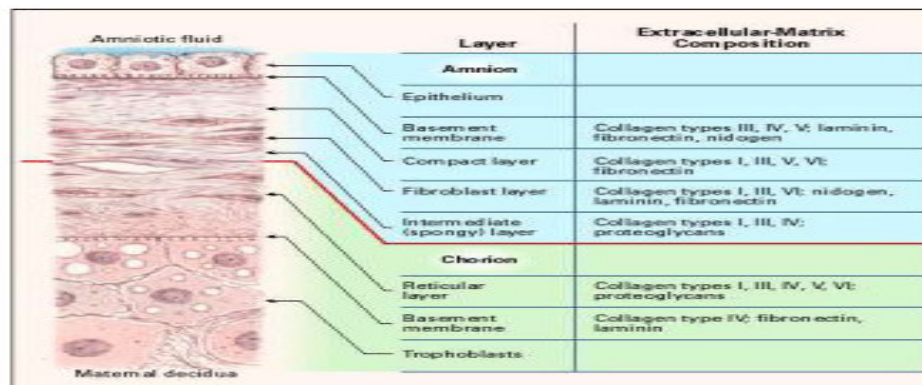 Amniotic fluid
Layer
Extracellular-Matrix
Composition
Amnion
Epithelium
Basement
membrane
Collagen types III, IV, V; laminin,
fibronectin, nidogen
Compact layer
Collagen types I, III, V, VI;
fibronectin
Fibroblast layer
Collagen types I, III, VI; nidogen,
laminin, fibronectin
Intermediate
(spongy) layer
Collagen types I, III, IV;
proteoglycans
Chorion
Reticular
layer
Collagen types I, III, IV, V, VI;
proteoglycans
Basement
membrane
Collagen type IV; fibronectin,
laminin
Trophoblasts
Maternal decidua